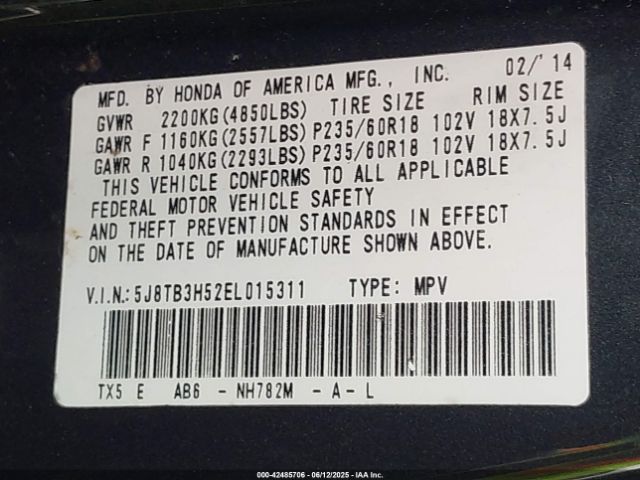 MFD. BY HONDA OF AMERICA MFG., INC. 02/'14
GVWR 2200KG(4850LBS) TIRE SIZE RIM SIZE
GAWR F 1160KG(2557LBS) P235/60R18 102V 18X7.5J
GAWR R 1040KG(2293LBS) P235/60R18 102V 18X7.5J
THIS VEHICLE CONFORMS TO ALL APPLICABLE
FEDERAL MOTOR VEHICLE SAFETY
AND THEFT PREVENTION STANDARDS IN EFFECT
ON THE DATE OF MANUFACTURE SHOWN ABOVE.
V.I.N.: 5J8TB3H52EL015311 TYPE: MPV
TX5 E AB6 - NH782M - A - L
000-42485706 - 06/12/2025 - IAA Inc.